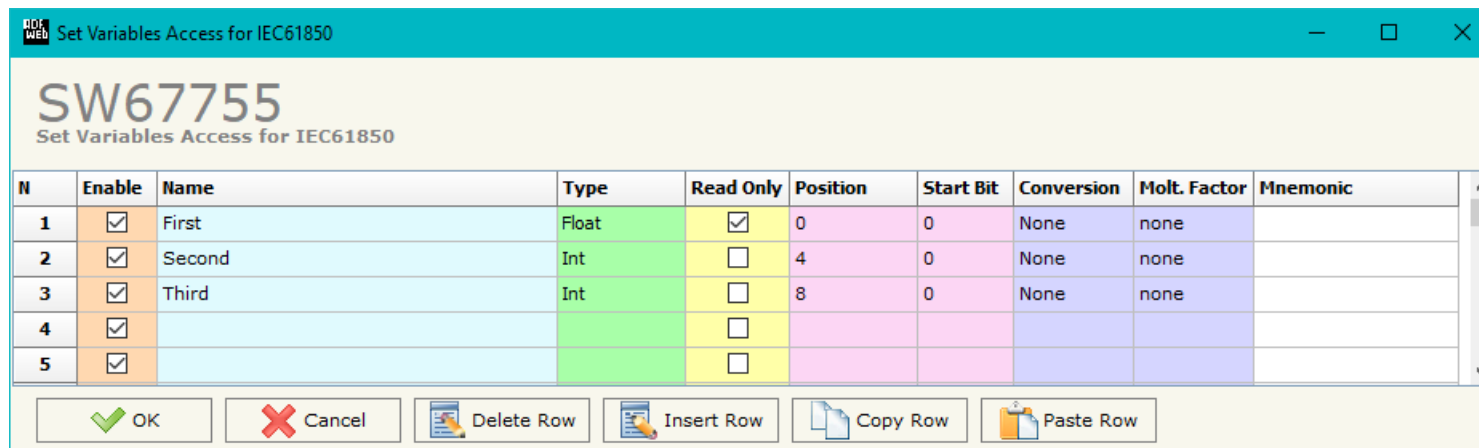 ADF WEB Set Variables Access for IEC61850
SW67755
Set Variables Access for IEC61850
N Enable Name Type Read Only Position Start Bit Conversion Molt. Factor Mnemonic
1 First Float 0 0 None none
2 Second Int 4 0 None none
3 Third Int 8 0 None none
4
5
OK Cancel Delete Row Insert Row Copy Row Paste Row